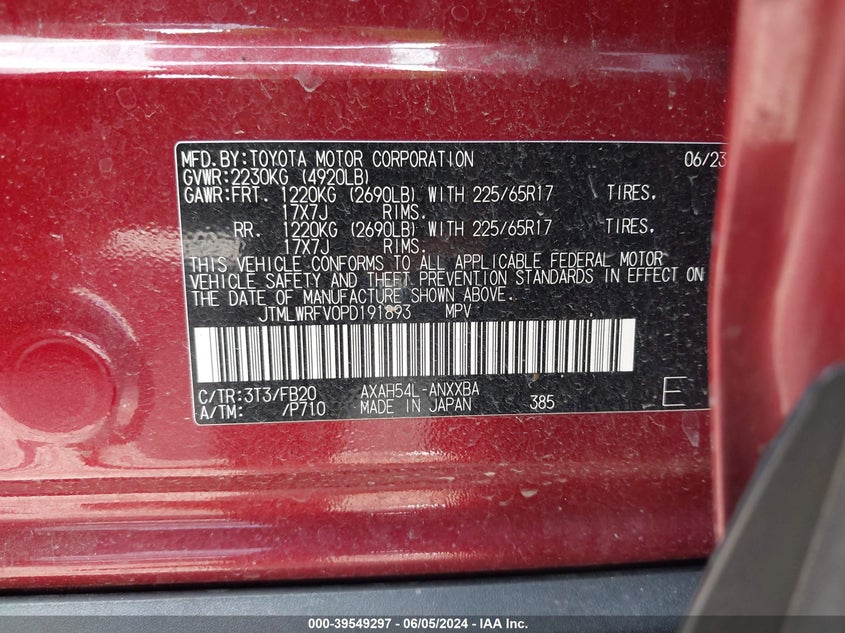 MFD.BY:TOYOTA MOTOR CORPORATION 06/23
GVWR:2230KG (4920LB)
GAWR:FRT. 1220KG (2690LB) WITH 225/65R17 TIRES,
17X7J RIMS.
RR. 1220KG (2690LB) WITH 225/65R17 TIRES,
17X7J RIMS.
THIS VEHICLE CONFORMS TO ALL APPLICABLE FEDERAL MOTOR
VEHICLE SAFETY AND THEFT PREVENTION STANDARDS IN EFFECT ON
THE DATE OF MANUFACTURE SHOWN ABOVE.
JTMLWRFV0PD191893 MPV
C/TR:3T3/FB20 AXAH54L-ANXXBA
A/TM: /P710 MADE IN JAPAN 385 E
000-39549297 - 06/05/2024 - IAA Inc.